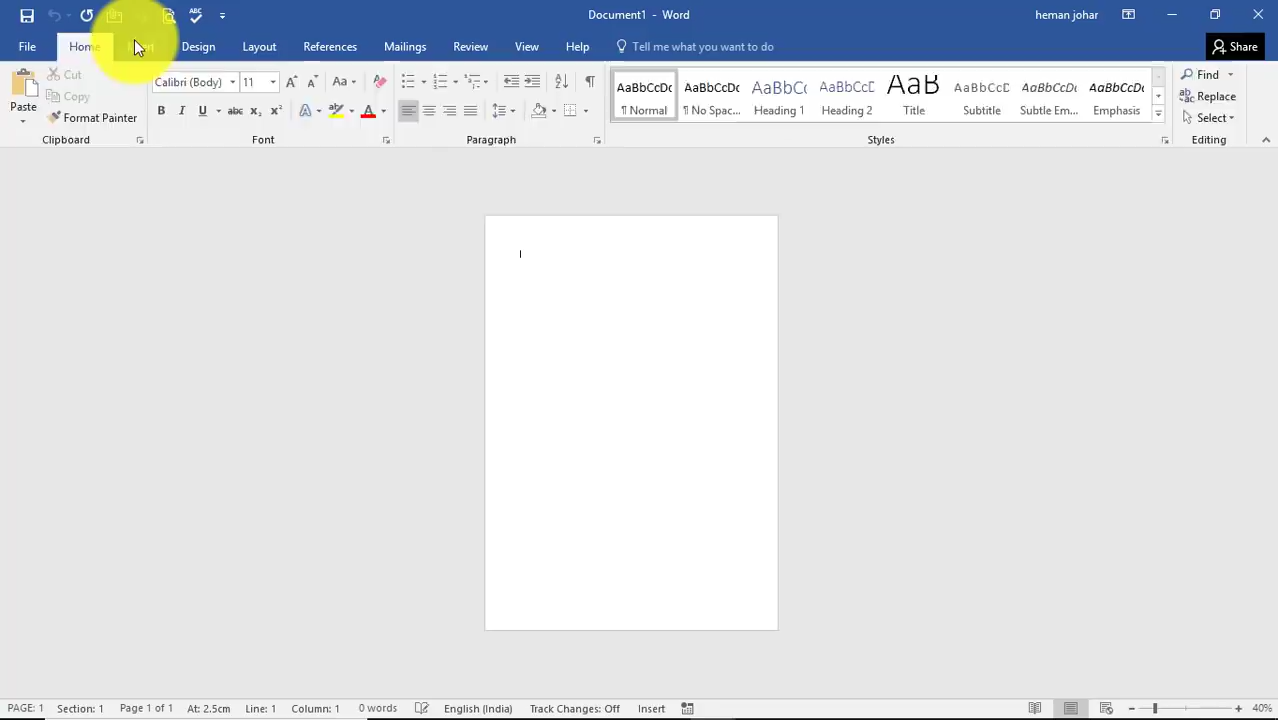 Document1 - Word
heman johar
File Home Insert Design Layout References Mailings Review View Help Tell me what you want to do Share
Paste Cut Copy Format Painter
Clipboard
Calibri (Body) 11 Aa
B I U abc x₂ x² A ab A
Font
Paragraph
AaBbCcDc AaBbCcDc AaBbCc AaBbCcD AaB AaBbCcD AaBbCcDc AaBbCcDc
¶ Normal ¶ No Spac... Heading 1 Heading 2 Title Subtitle Subtle Em... Emphasis
Styles
Find
Replace
Select
Editing
PAGE: 1 Section: 1 Page 1 of 1 At: 2.5cm Line: 1 Column: 1 0 words English (India) Track Changes: Off Insert 40%